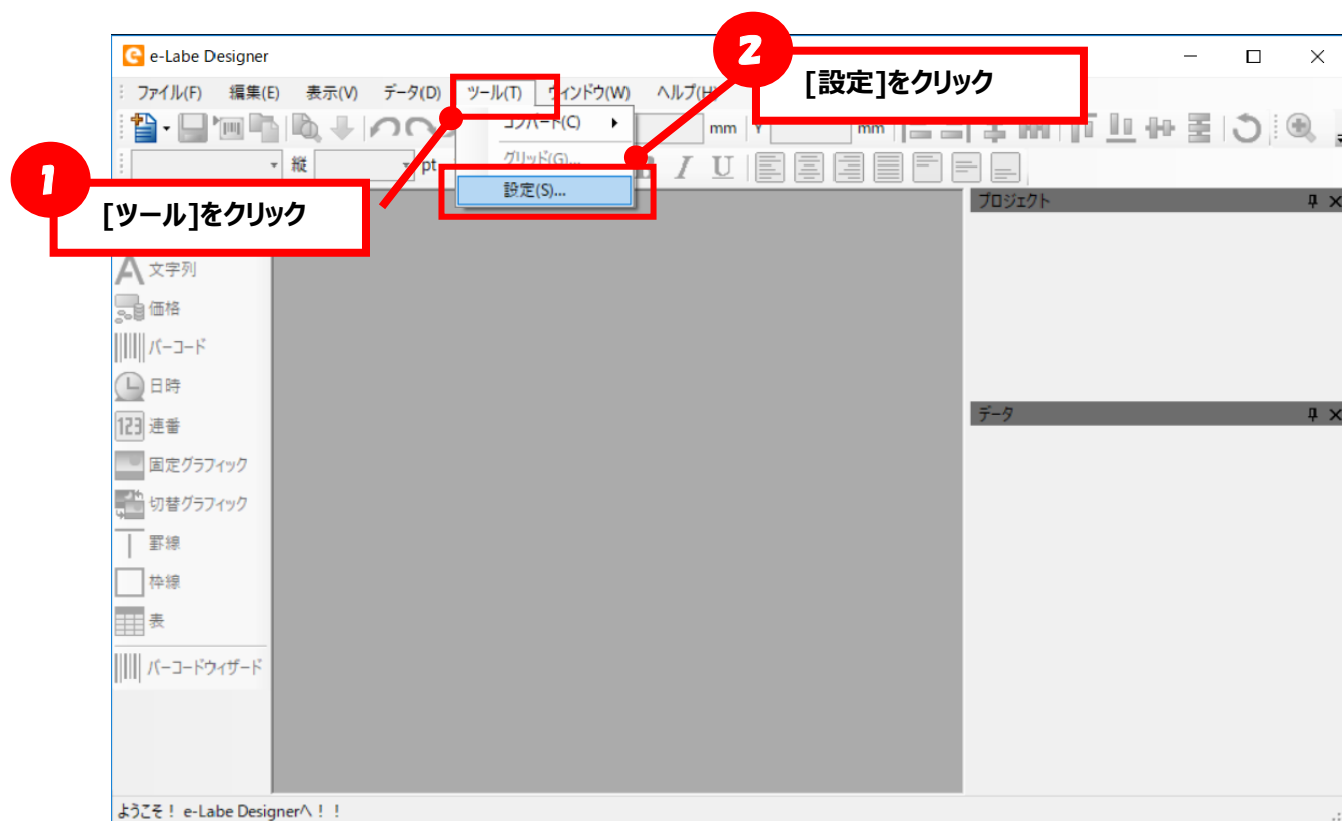 e-Labe Designer
2
[設定]をクリック
ファイル(F) 編集(E) 表示(V) データ(D) ツール(T) ウィンドウ(W) ヘルプ(H)
コンバート(C)
mm Y mm
縦 pt B I U
グリッド(G)...
設定(S)...
1
[ツール]をクリック
プロジェクト
A 文字列
価格
バーコード
日時
データ
123 連番
固定グラフィック
切替グラフィック
罫線
枠線
表
バーコードウィザード
ようこそ！ e-Labe Designerへ！！